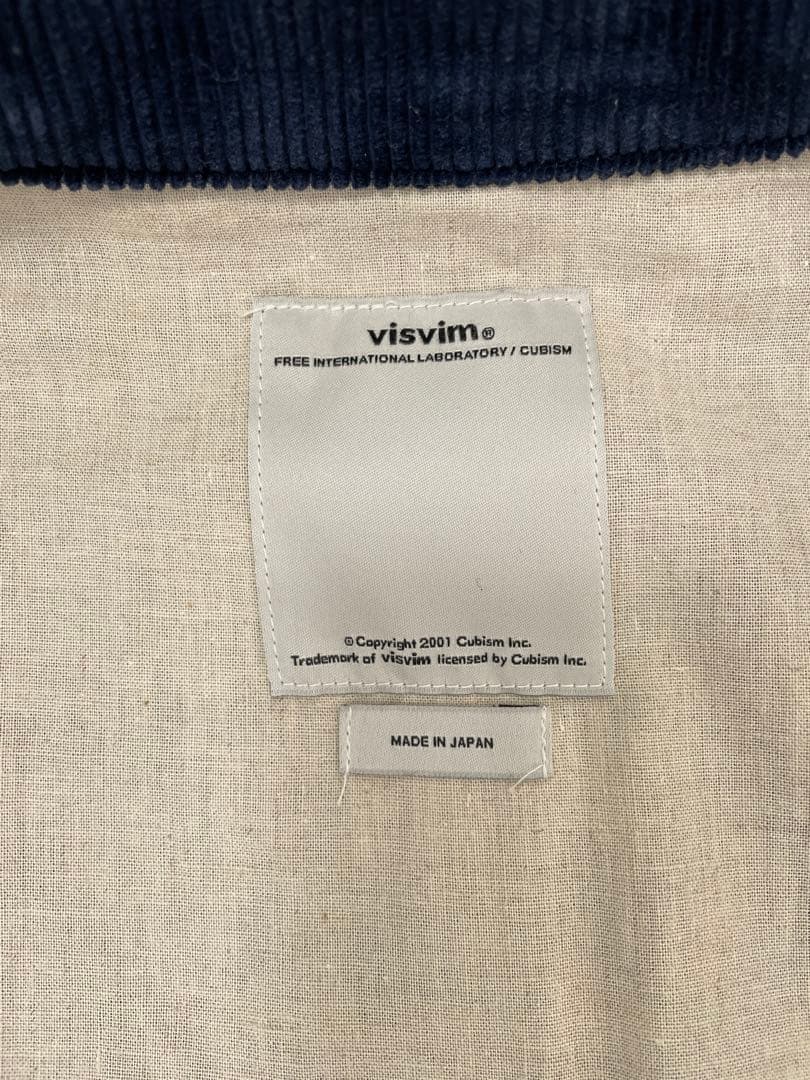 visvim®
FREE INTERNATIONAL LABORATORY / CUBISM
©Copyright 2001 Cubism Inc.
Trademark of visvim licensed by Cubism Inc,
MADE IN JAPAN